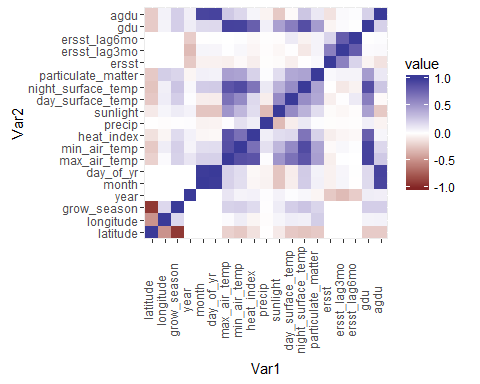 agdu
gdu
ersst_lag6mo
ersst_lag3mo
ersst
particulate_matter
night_surface_temp
day_surface_temp
sunlight
precip
heat_index
min_air_temp
max_air_temp
day_of_yr
month
year
grow_season
longitude
latitude
Var2
latitude
longitude
grow_season
year
month
day_of_yr
max_air_temp
min_air_temp
heat_index
precip
sunlight
day_surface_temp
night_surface_temp
particulate_matter
ersst
ersst_lag3mo
ersst_lag6mo
gdu
agdu
Var1
value
1.0
0.5
0.0
-0.5
-1.0